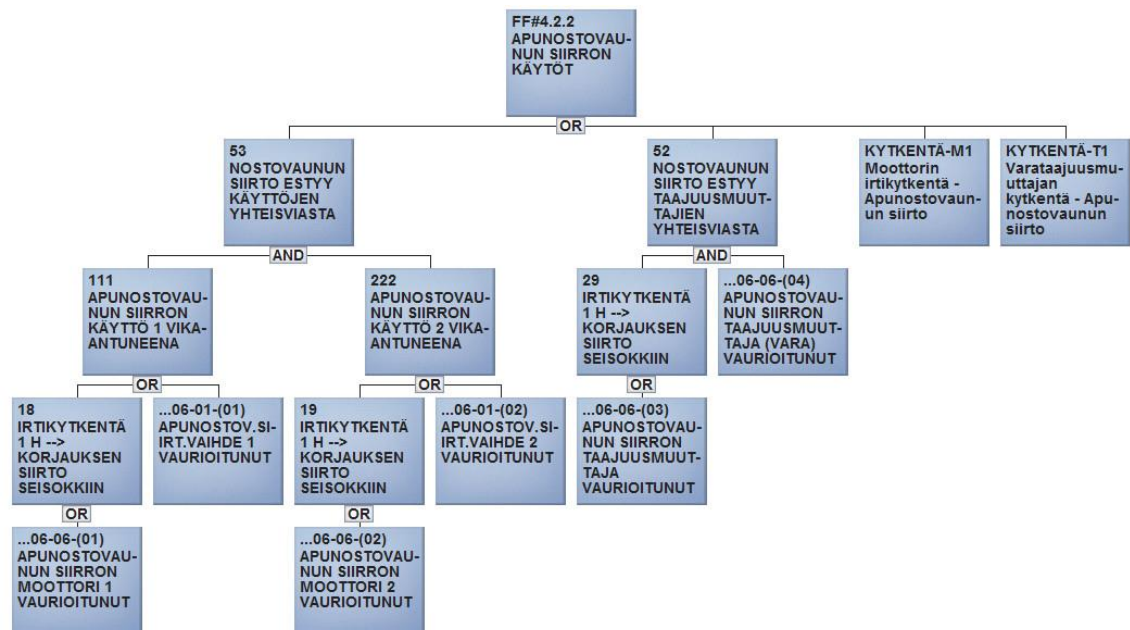 FF#4.2.2
APUNOSTOVAU-
NUN SIIRRON
KÄYTÖT
OR
53
NOSTOVAUNUN
SIIRTO ESTYY
KÄYTTÖJEN
YHTEISVIASTA
52
NOSTOVAUNUN
SIIRTO ESTYY
TAAJUUSMUUT-
TAJIEN
YHTEISVIASTA
KYTKENTÄ-M1
Moottorin
irtikytkentä -
Apunostovaun-
un siirto
KYTKENTÄ-T1
Varataajuusmu-
uttajan
kytkentä - Apu-
nostovaunun
siirto
AND
AND
111
APUNOSTOVAU-
NUN SIIRRON
KÄYTTÖ 1 VIKA-
ANTUNEENA
222
APUNOSTOVAU-
NUN SIIRRON
KÄYTTÖ 2 VIKA-
ANTUNEENA
29
IRTIKYTKENTÄ
1 H -->
KORJAUKSEN
SIIRTO
SEISOKKIIN
...06-06-(04)
APUNOSTOVAU-
NUN SIIRRON
TAAJUUSMUUT-
TAJA (VARA)
VAURIOITUNUT
OR
OR
OR
18
IRTIKYTKENTÄ
1 H -->
KORJAUKSEN
SIIRTO
SEISOKKIIN
...06-01-(01)
APUNOSTOV.SI-
IRT.VAIHDE 1
VAURIOITUNUT
19
IRTIKYTKENTÄ
1 H -->
KORJAUKSEN
SIIRTO
SEISOKKIIN
...06-01-(02)
APUNOSTOV.SI-
IRT.VAIHDE 2
VAURIOITUNUT
...06-06-(03)
APUNOSTOVAU-
NUN SIIRRON
TAAJUUSMUUT-
TAJA
VAURIOITUNUT
OR
OR
...06-06-(01)
APUNOSTOVAU-
NUN SIIRRON
MOOTTORI 1
VAURIOITUNUT
...06-06-(02)
APUNOSTOVAU-
NUN SIIRRON
MOOTTORI 2
VAURIOITUNUT